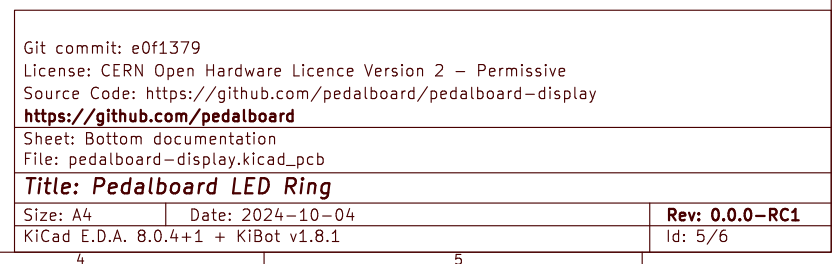 Git commit: e0f1379
License: CERN Open Hardware Licence Version 2 - Permissive
Source Code: https://github.com/pedalboard/pedalboard-display
https://github.com/pedalboard
Sheet: Bottom documentation
File: pedalboard-display.kicad_pcb
Title: Pedalboard LED Ring
Size: A4 Date: 2024-10-04 Rev: 0.0.0-RC1
KiCad E.D.A. 8.0.4+1 + KiBot v1.8.1 Id: 5/6
4 5